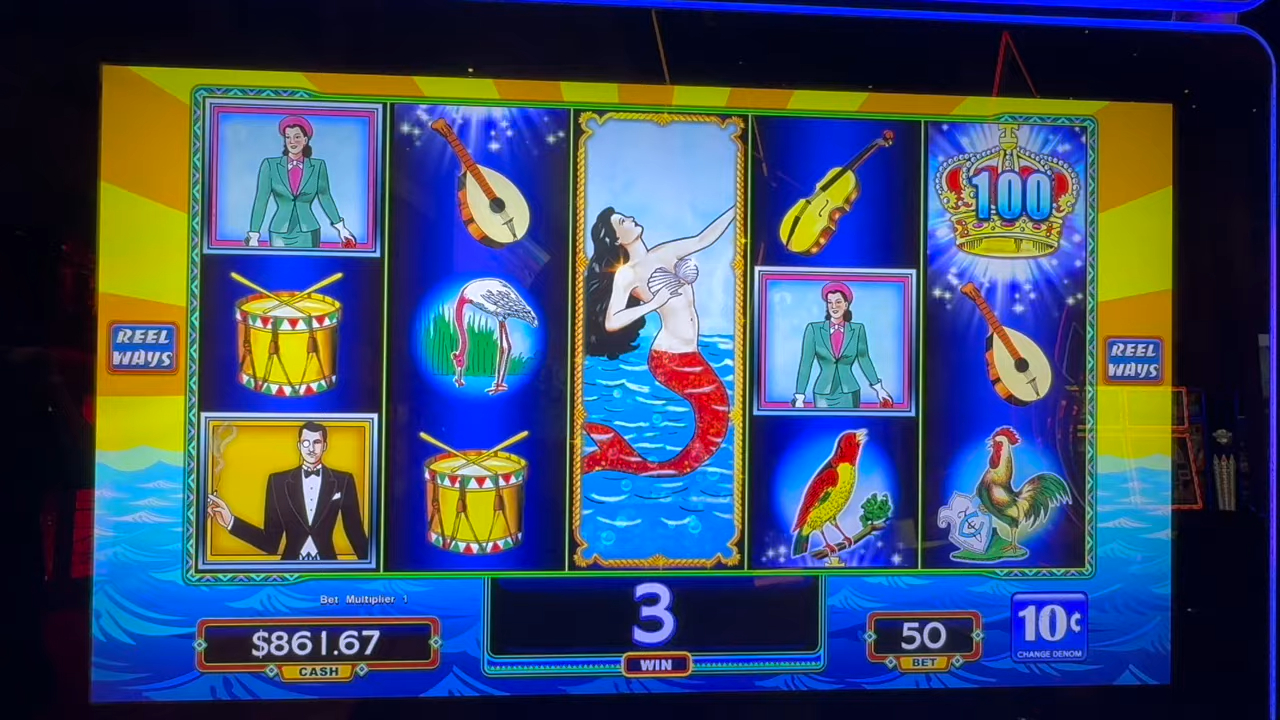 100
REEL
WAYS
REEL
WAYS
Bet Multiplier 1
$861.67
CASH
3
WIN
50
BET
10¢
CHANGE DENOM